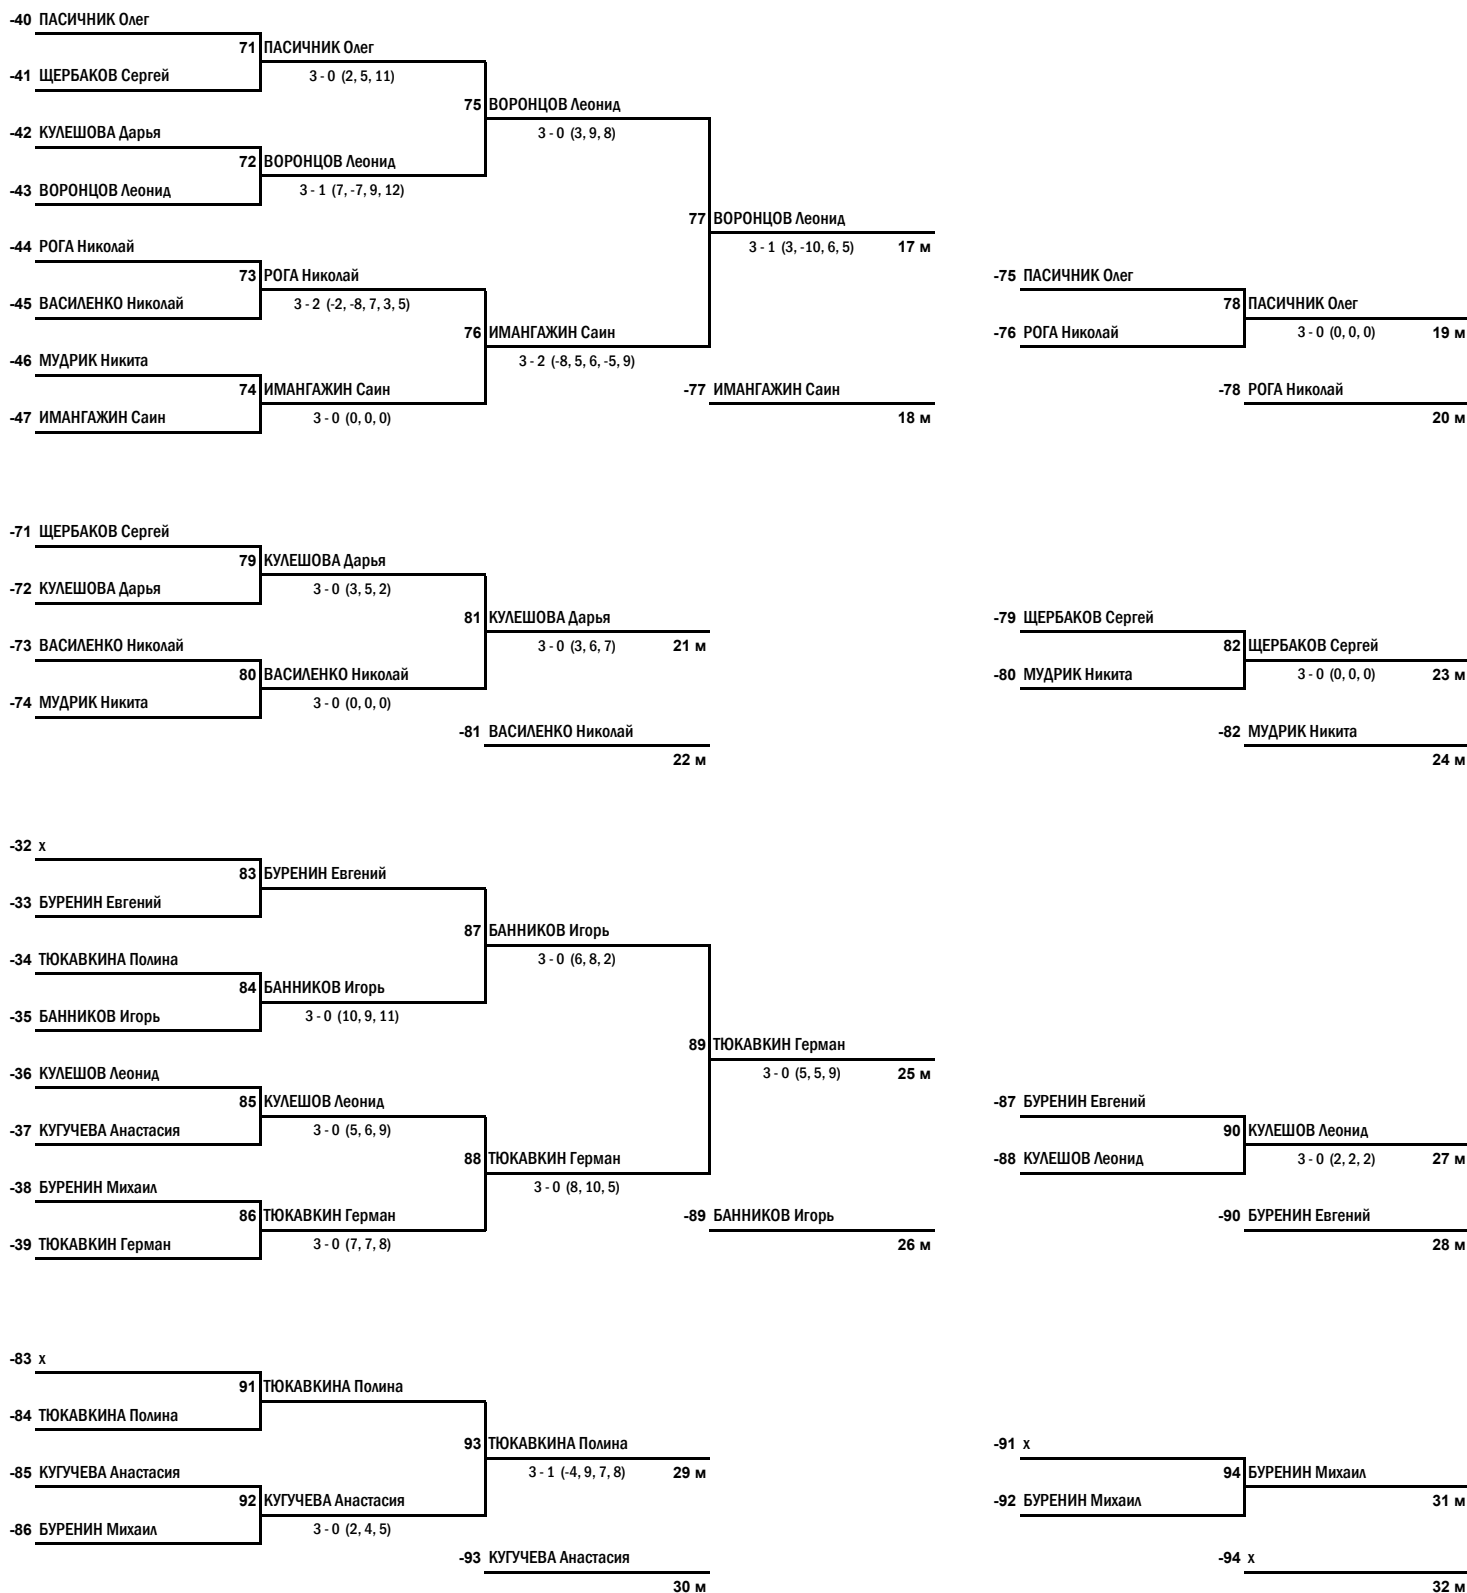 -40 ПАСИЧНИК Олег
71 ПАСИЧНИК Олег
-41 ЩЕРБАКОВ Сергей 3 - 0 (2, 5, 11)
75 ВОРОНЦОВ Леонид
-42 КУЛЕШОВА Дарья 3 - 0 (3, 9, 8)
72 ВОРОНЦОВ Леонид
-43 ВОРОНЦОВ Леонид 3 - 1 (7, -7, 9, 12)
77 ВОРОНЦОВ Леонид
-44 РОГА Николай 3 - 1 (3, -10, 6, 5) 17 м
73 РОГА Николай -75 ПАСИЧНИК Олег
-45 ВАСИЛЕНКО Николай 3 - 2 (-2, -8, 7, 3, 5) 78 ПАСИЧНИК Олег
76 ИМАНГАЖИН Саин -76 РОГА Николай 3 - 0 (0, 0, 0) 19 м
-46 МУДРИК Никита 3 - 2 (-8, 5, 6, -5, 9)
74 ИМАНГАЖИН Саин -77 ИМАНГАЖИН Саин -78 РОГА Николай
-47 ИМАНГАЖИН Саин 3 - 0 (0, 0, 0) 18 м 20 м
-71 ЩЕРБАКОВ Сергей
79 КУЛЕШОВА Дарья
-72 КУЛЕШОВА Дарья 3 - 0 (3, 5, 2)
81 КУЛЕШОВА Дарья -79 ЩЕРБАКОВ Сергей
-73 ВАСИЛЕНКО Николай 3 - 0 (3, 6, 7) 21 м 82 ЩЕРБАКОВ Сергей
80 ВАСИЛЕНКО Николай -80 МУДРИК Никита 3 - 0 (0, 0, 0) 23 м
-74 МУДРИК Никита 3 - 0 (0, 0, 0)
-81 ВАСИЛЕНКО Николай -82 МУДРИК Никита
22 м 24 м
-32 х
83 БУРЕНИН Евгений
-33 БУРЕНИН Евгений
87 БАННИКОВ Игорь
-34 ТЮКАВКИНА Полина 3 - 0 (6, 8, 2)
84 БАННИКОВ Игорь
-35 БАННИКОВ Игорь 3 - 0 (10, 9, 11)
89 ТЮКАВКИН Герман
-36 КУЛЕШОВ Леонид 3 - 0 (5, 5, 9) 25 м
85 КУЛЕШОВ Леонид -87 БУРЕНИН Евгений
-37 КУГУЧЕВА Анастасия 3 - 0 (5, 6, 9) 90 КУЛЕШОВ Леонид
88 ТЮКАВКИН Герман -88 КУЛЕШОВ Леонид 3 - 0 (2, 2, 2) 27 м
-38 БУРЕНИН Михаил 3 - 0 (8, 10, 5)
86 ТЮКАВКИН Герман -89 БАННИКОВ Игорь -90 БУРЕНИН Евгений
-39 ТЮКАВКИН Герман 3 - 0 (7, 7, 8) 26 м 28 м
-83 х
91 ТЮКАВКИНА Полина
-84 ТЮКАВКИНА Полина
93 ТЮКАВКИНА Полина -91 х
-85 КУГУЧЕВА Анастасия 3 - 1 (-4, 9, 7, 8) 29 м 94 БУРЕНИН Михаил
92 КУГУЧЕВА Анастасия -92 БУРЕНИН Михаил 31 м
-86 БУРЕНИН Михаил 3 - 0 (2, 4, 5)
-93 КУГУЧЕВА Анастасия -94 х
30 м 32 м